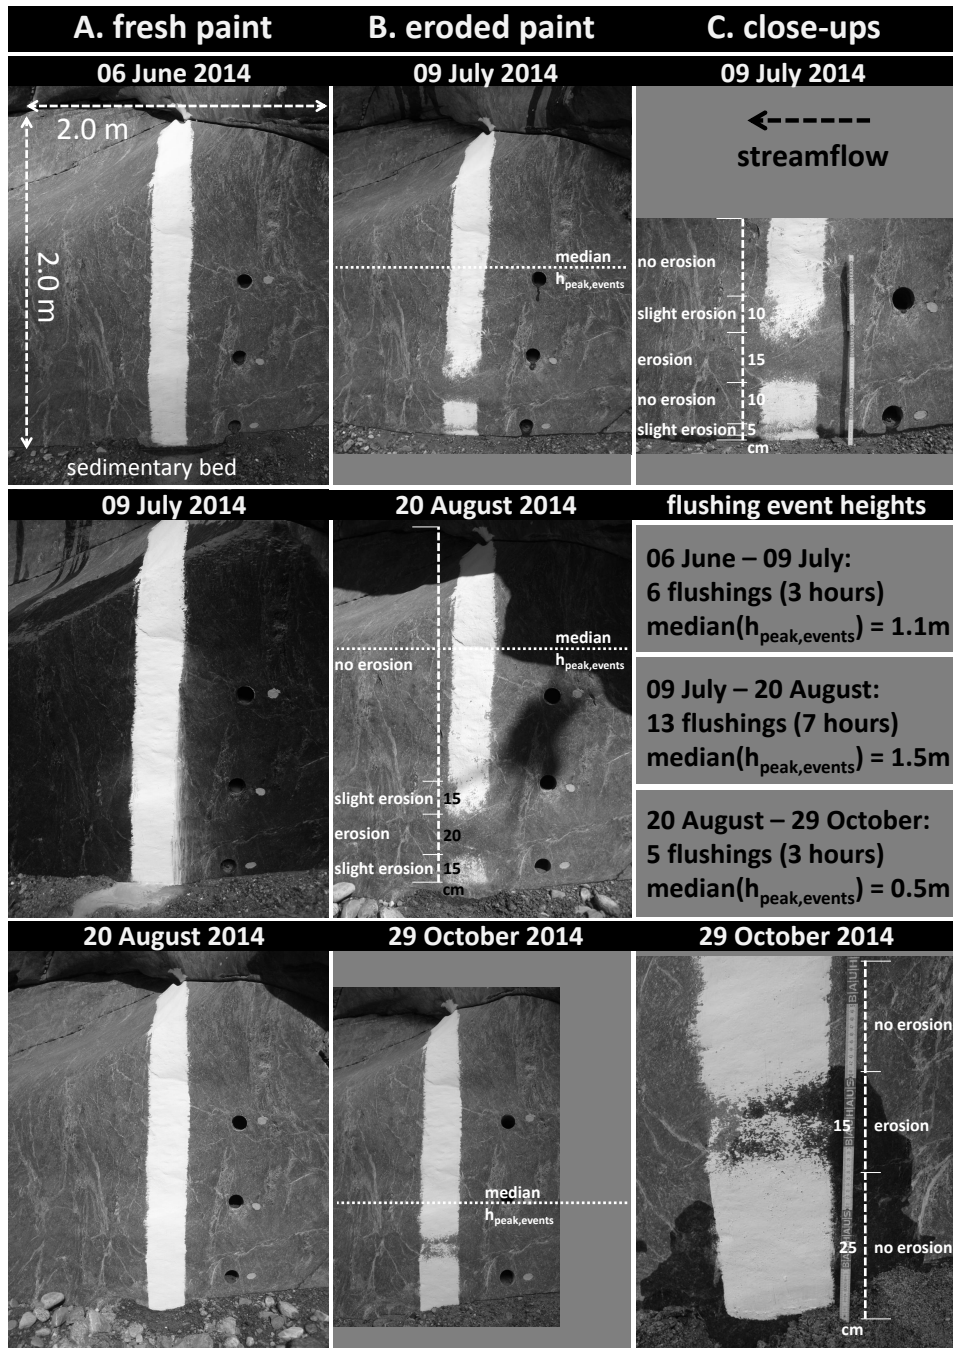 A. fresh paint
B. eroded paint
C. close-ups
06 June 2014
09 July 2014
09 July 2014
2.0 m
2.0 m
sedimentary bed
median
h_peak,events
streamflow
no erosion
slight erosion 10
erosion 15
no erosion 10
slight erosion 5
cm
09 July 2014
20 August 2014
flushing event heights
median
h_peak,events
no erosion
slight erosion 15
erosion 20
slight erosion 15
cm
06 June – 09 July:
6 flushings (3 hours)
median(h_peak,events) = 1.1m
09 July – 20 August:
13 flushings (7 hours)
median(h_peak,events) = 1.5m
20 August – 29 October:
5 flushings (3 hours)
median(h_peak,events) = 0.5m
20 August 2014
29 October 2014
29 October 2014
median
h_peak,events
no erosion
15 erosion
25 no erosion
cm